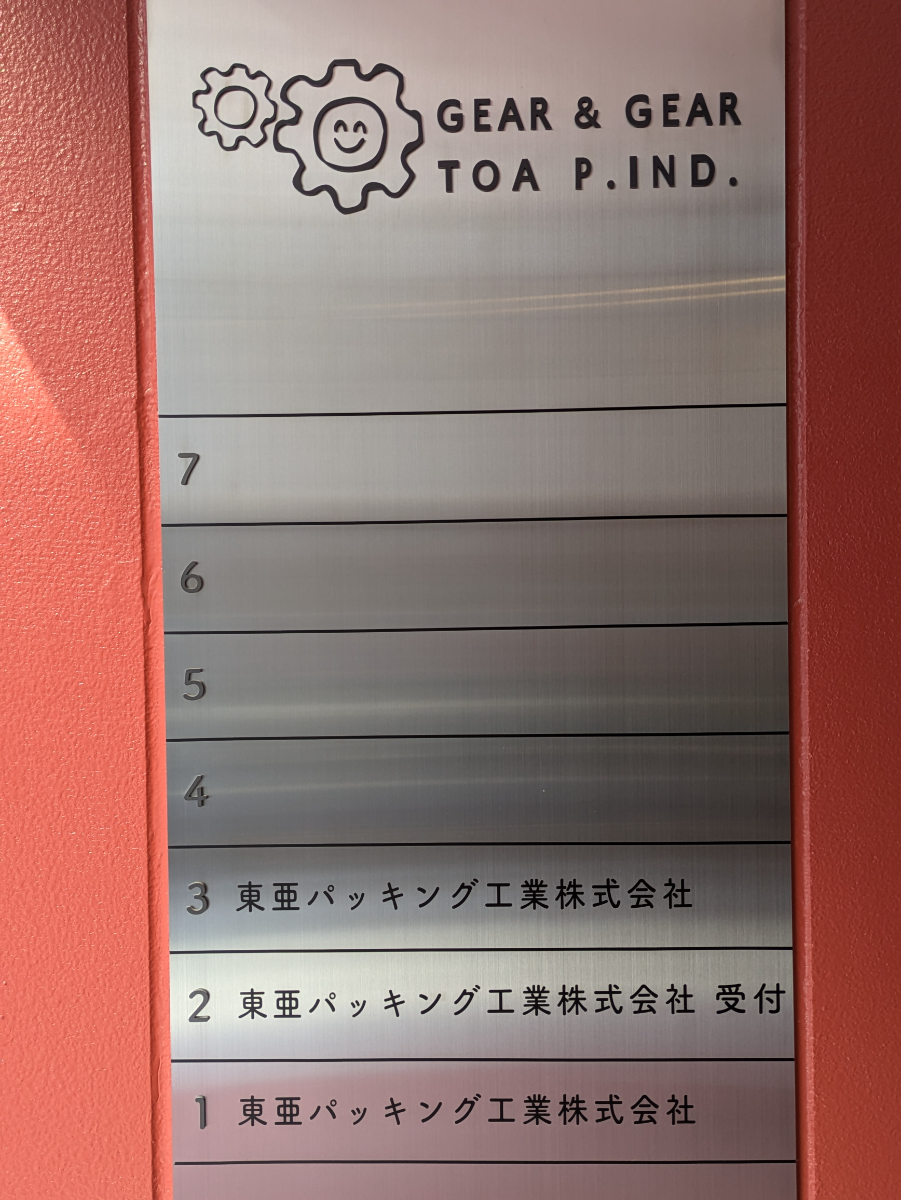 GEAR & GEAR
TOA P.IND.
7
6
5
4
3 東亜パッキング工業株式会社
2 東亜パッキング工業株式会社 受付
1 東亜パッキング工業株式会社